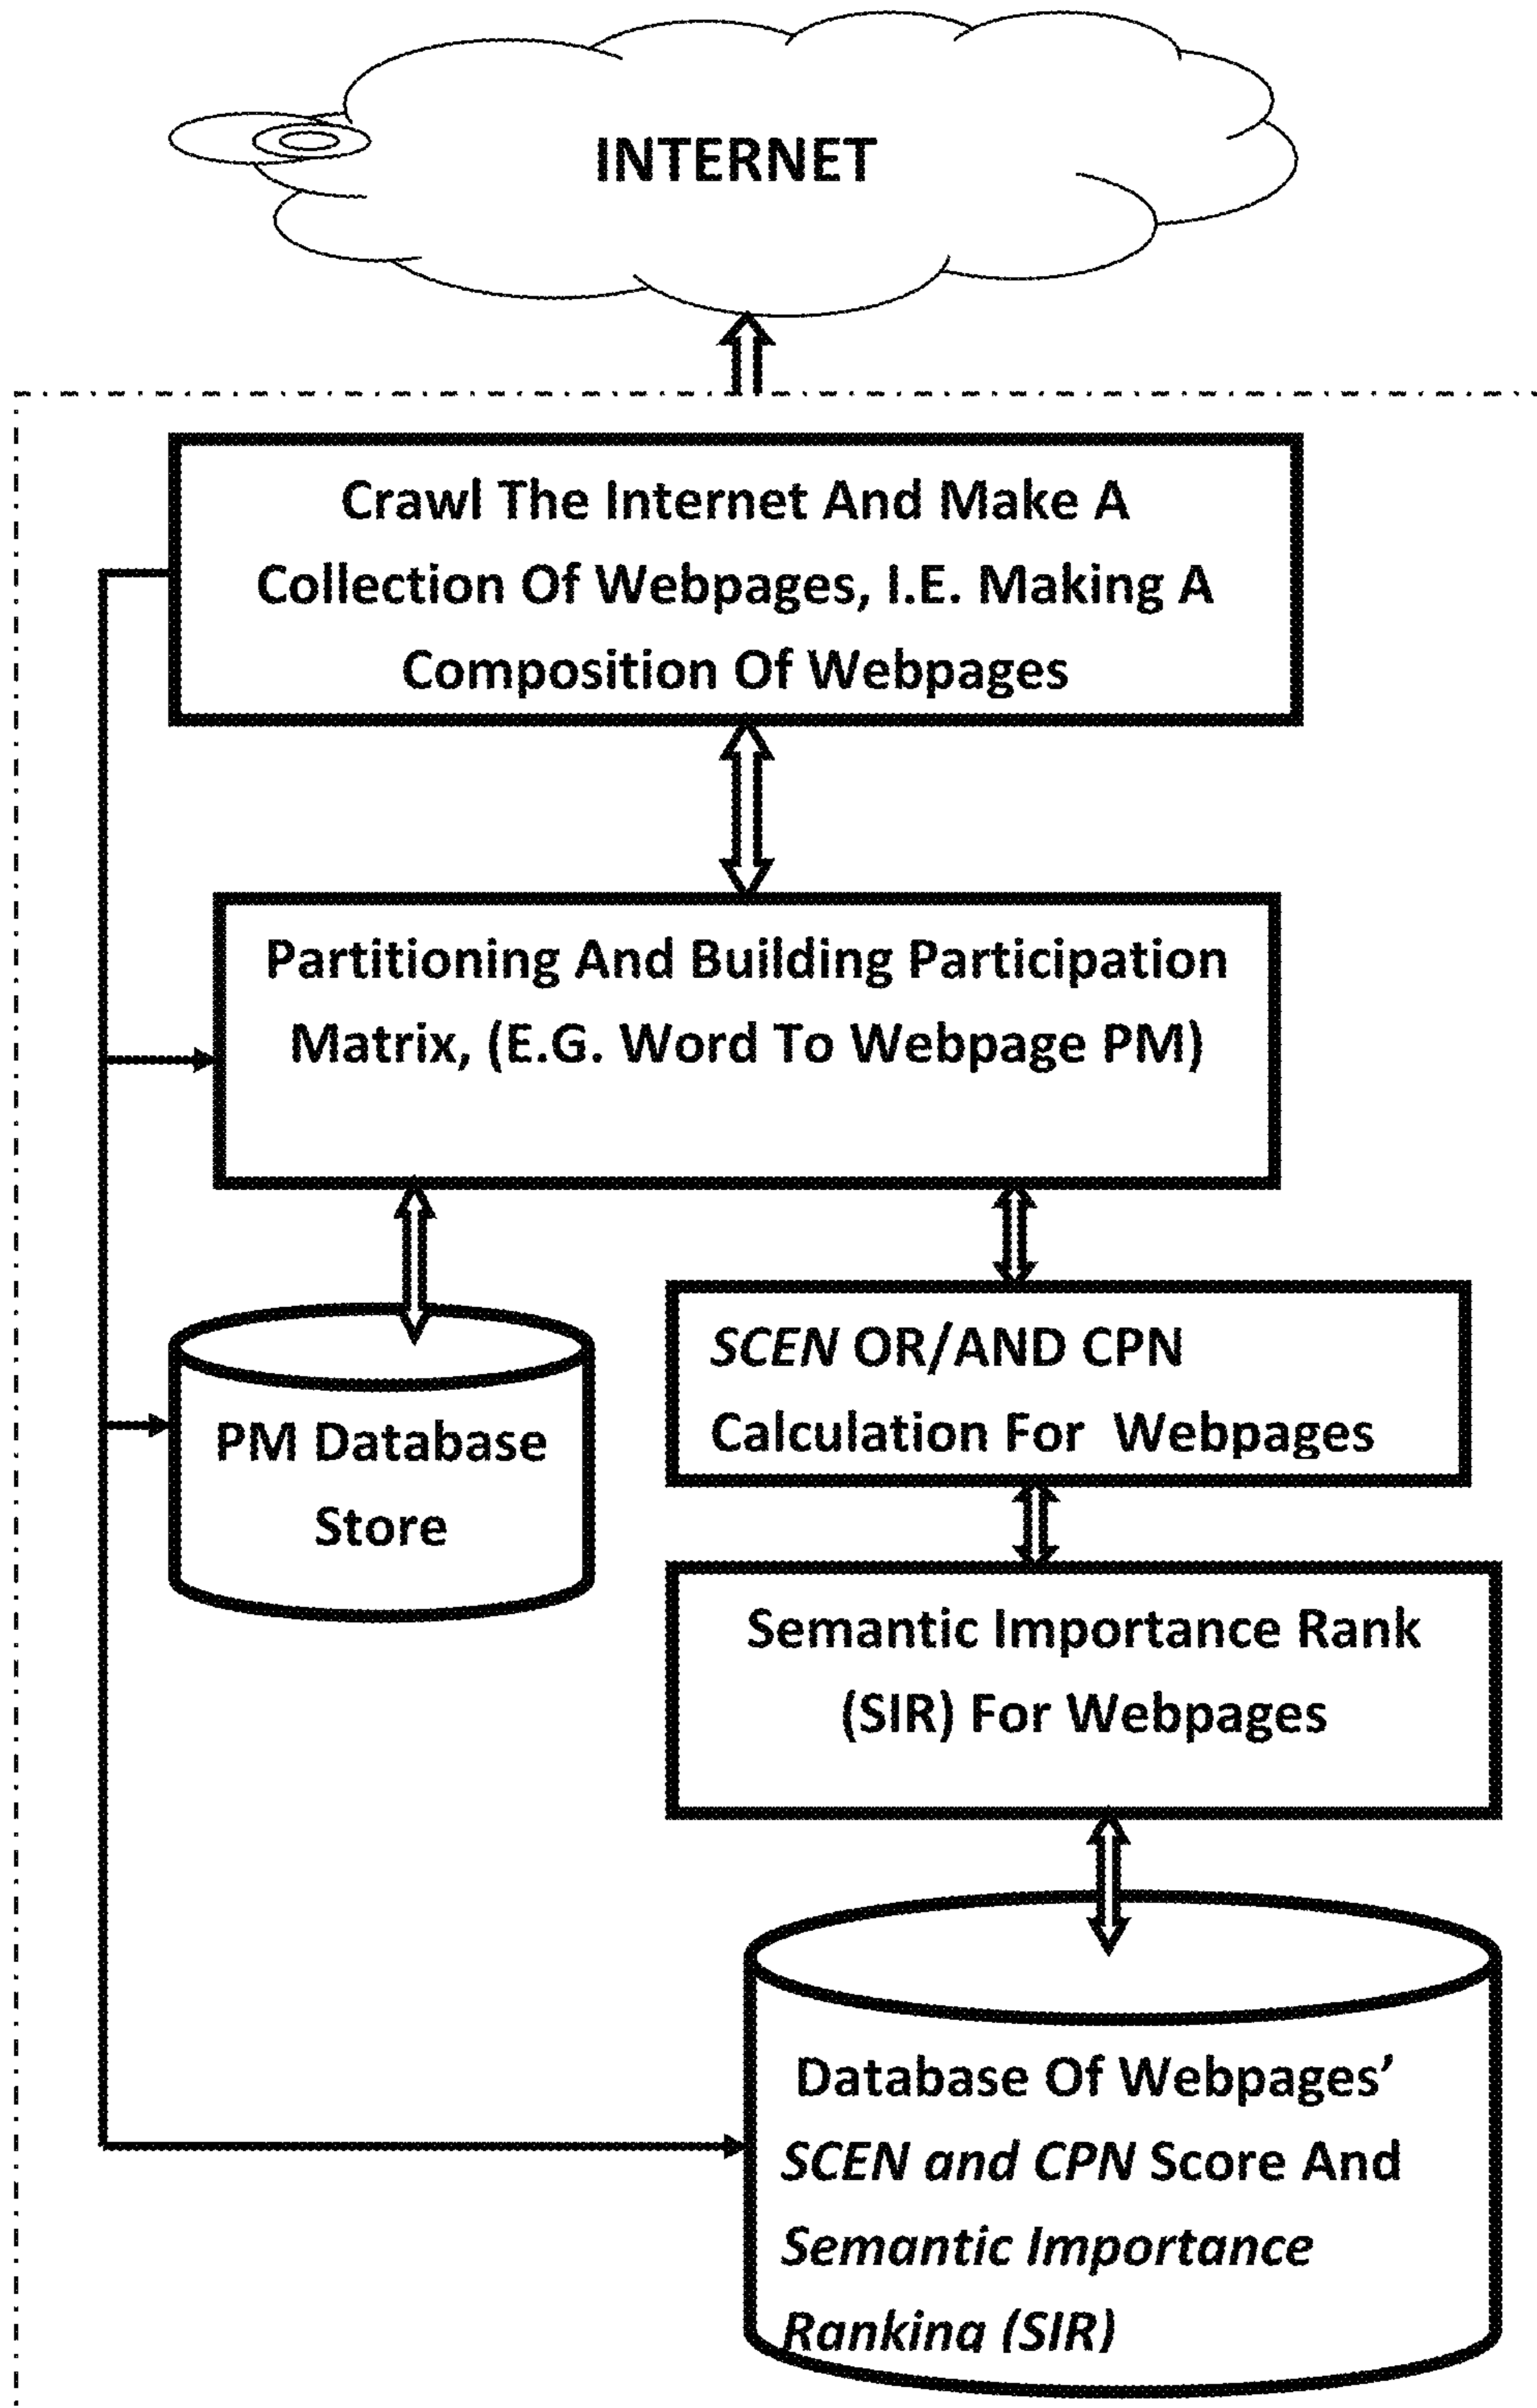 INTERNET
Crawl The Internet And Make A
Collection Of Webpages, I.E. Making A
Composition Of Webpages
Partitioning And Building Participation
Matrix, (E.G. Word To Webpage PM)
SCEN OR/AND CPN
Calculation For Webpages
PM Database
Store
Semantic Importance Rank
(SIR) For Webpages
Database Of Webpages’
SCEN and CPN Score And
Semantic Importance
Ranking (SIR)